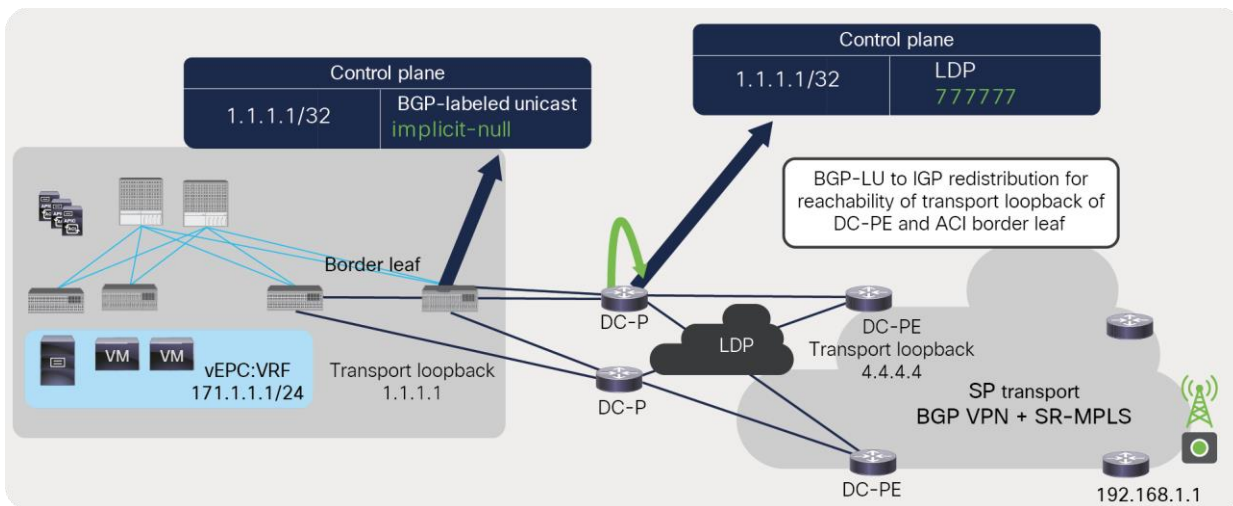 Control plane
1.1.1.1/32
BGP-labeled unicast
implicit-null
Control plane
1.1.1.1/32
LDP
777777
BGP-LU to IGP redistribution for
reachability of transport loopback of
DC-PE and ACI border leaf
APIC
Border leaf
DC-P
LDP
DC-PE
Transport loopback
4.4.4.4
VM
VM
vEPC:VRF
171.1.1.1/24
Transport loopback
1.1.1.1
DC-P
SP transport
BGP VPN + SR-MPLS
DC-PE
192.168.1.1